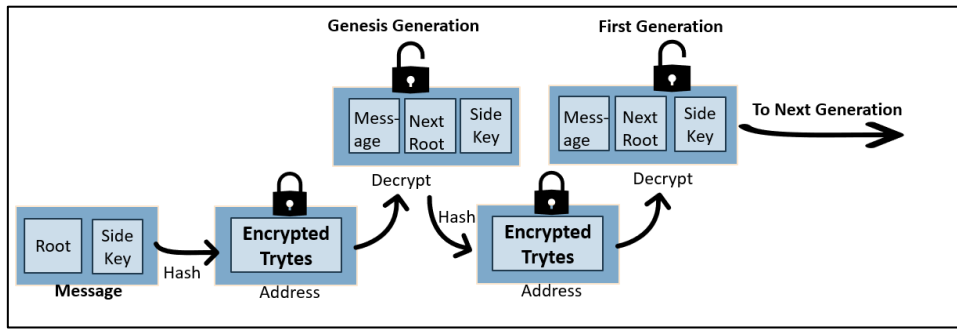 Genesis Generation
First Generation
Mess-
age
Next
Root
Side
Key
Mess-
age
Next
Root
Side
Key
To Next Generation
Decrypt
Decrypt
Root
Side
Key
Message
Hash
Encrypted
Trytes
Address
Hash
Encrypted
Trytes
Address